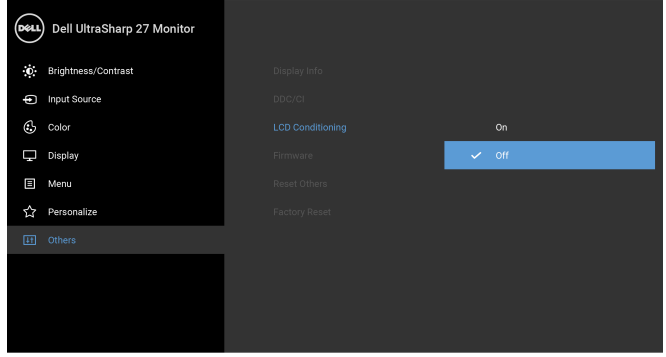 DELL
Dell UltraSharp 27 Monitor
Brightness/Contrast
Input Source
Color
Display
Menu
Personalize
Others
Display Info
DDC/CI
LCD Conditioning
Firmware
Reset Others
Factory Reset
On
Off